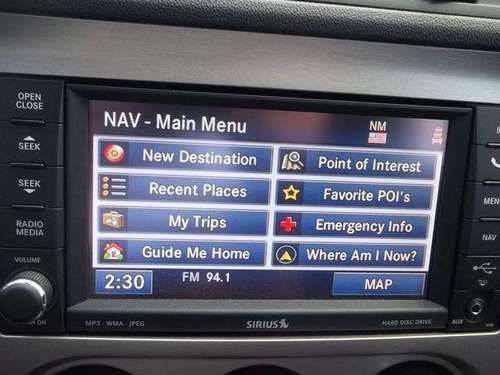 OPEN
CLOSE
SEEK
SEEK
RADIO
MEDIA
VOLUME
NAV - Main Menu
NM
New Destination
Point of Interest
Recent Places
Favorite POI's
My Trips
Emergency Info
Guide Me Home
Where Am I Now?
2:30
FM 94.1
MAP
MP3 · WMA · JPEG
SIRIUS
HARD DISC DRIVE
NAV
AUX